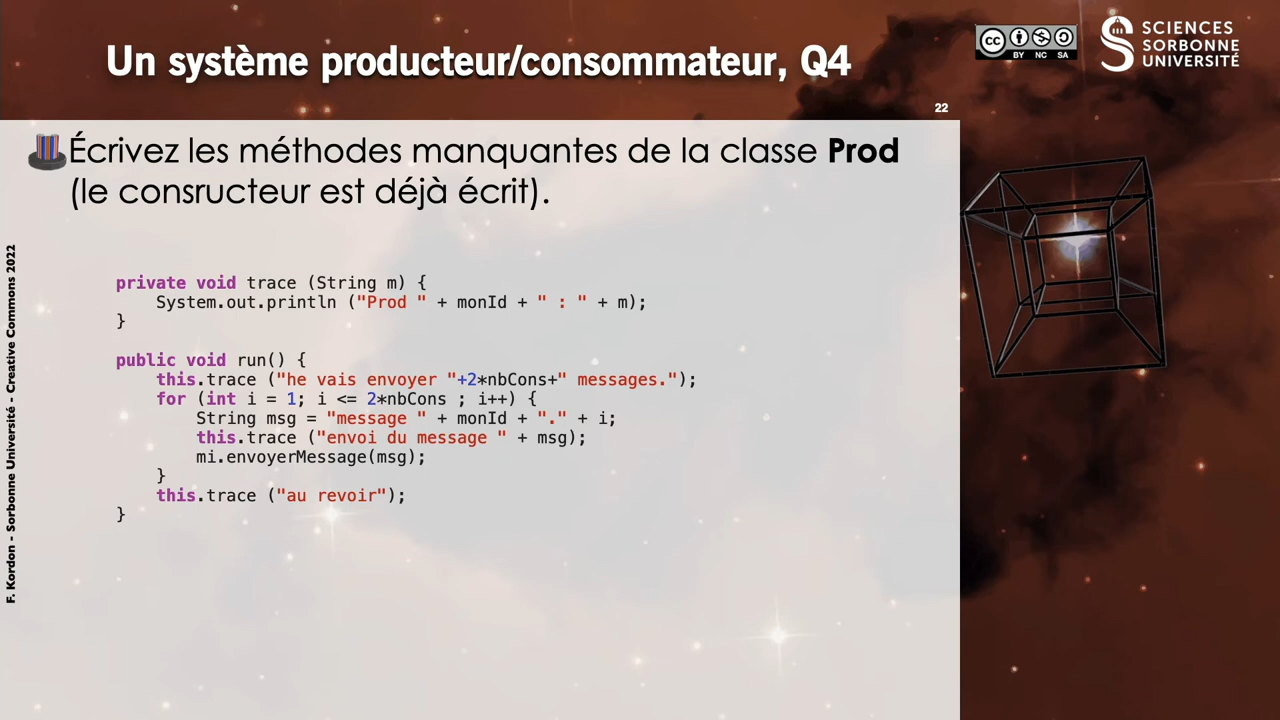 Un système producteur/consommateur, Q4
22
cc
BY NC SA
SCIENCES
SORBONNE
UNIVERSITÉ
Écrivez les méthodes manquantes de la classe Prod
(le consructeur est déjà écrit).
private void trace (String m) {
    System.out.println ("Prod " + monId + " : " + m);
}
public void run() {
    this.trace ("he vais envoyer "+2*nbCons+" messages.");
    for (int i = 1; i <= 2*nbCons ; i++) {
        String msg = "message " + monId + "." + i;
        this.trace ("envoi du message " + msg);
        mi.envoyerMessage(msg);
    }
    this.trace ("au revoir");
}
F. Kordon - Sorbonne Université - Creative Commons 2022